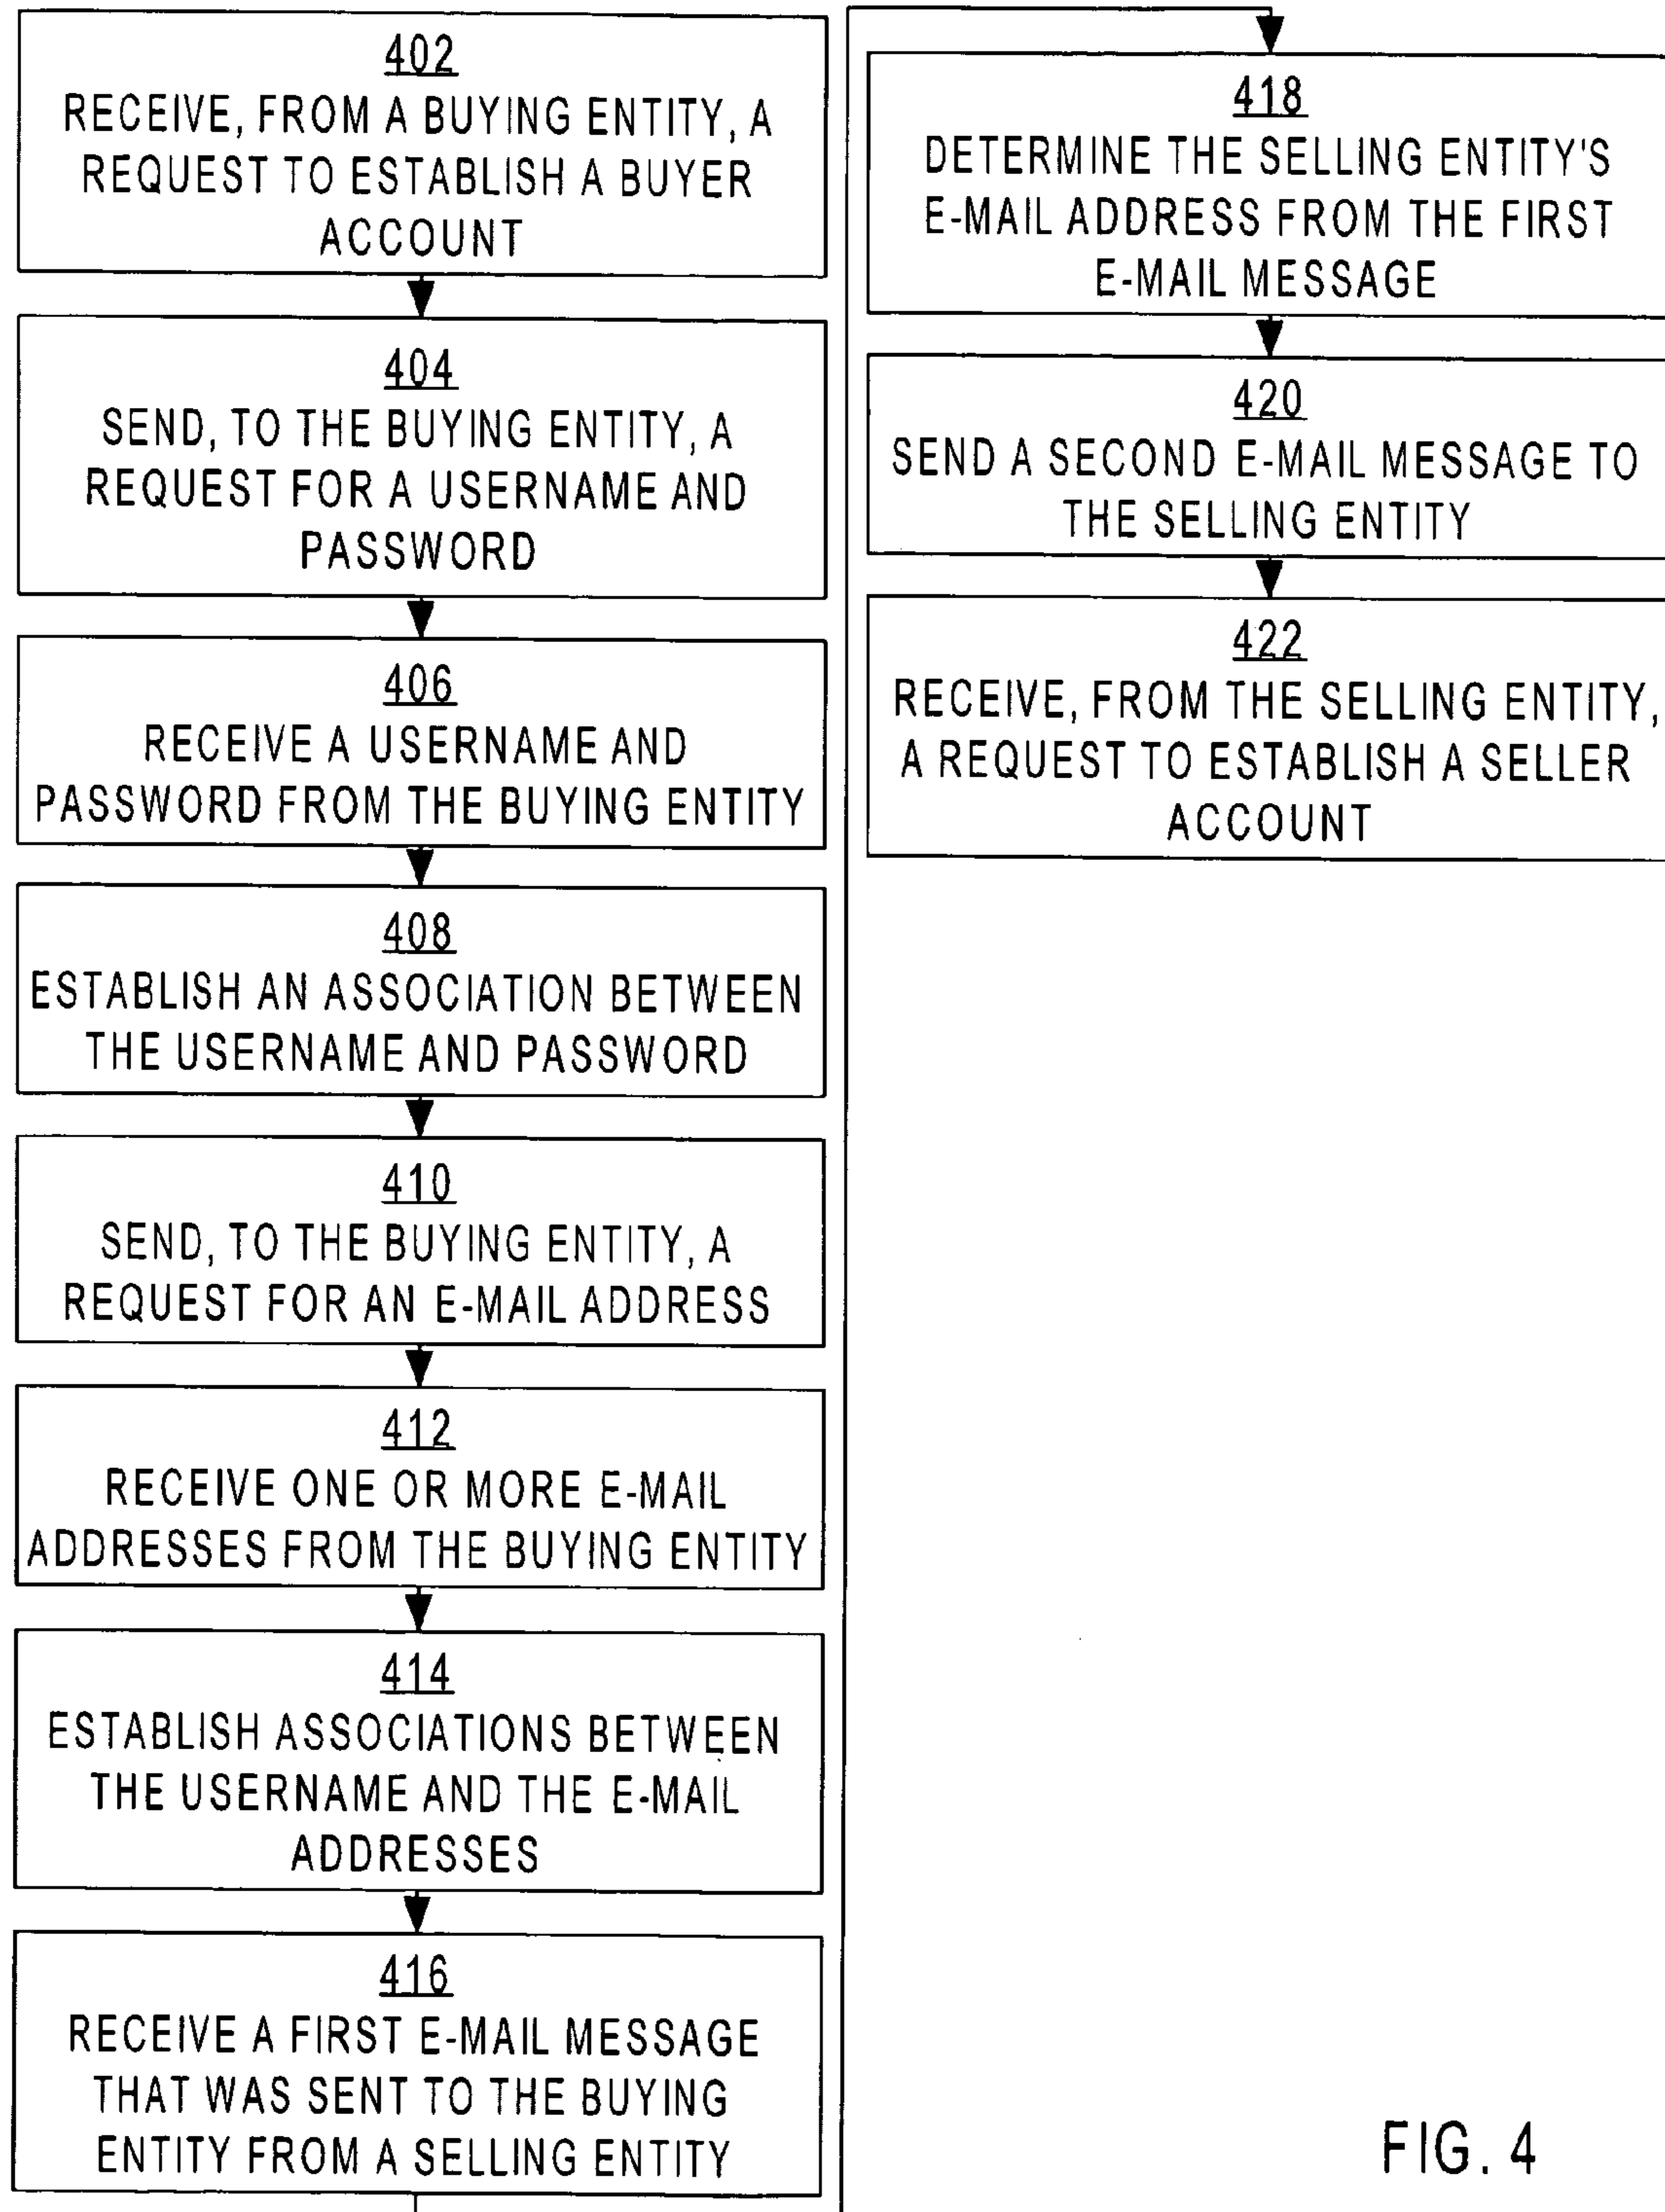 402
RECEIVE, FROM A BUYING ENTITY, A
REQUEST TO ESTABLISH A BUYER
ACCOUNT
404
SEND, TO THE BUYING ENTITY, A
REQUEST FOR A USERNAME AND
PASSWORD
406
RECEIVE A USERNAME AND
PASSWORD FROM THE BUYING ENTITY
408
ESTABLISH AN ASSOCIATION BETWEEN
THE USERNAME AND PASSWORD
410
SEND, TO THE BUYING ENTITY, A
REQUEST FOR AN E-MAIL ADDRESS
412
RECEIVE ONE OR MORE E-MAIL
ADDRESSES FROM THE BUYING ENTITY
414
ESTABLISH ASSOCIATIONS BETWEEN
THE USERNAME AND THE E-MAIL
ADDRESSES
416
RECEIVE A FIRST E-MAIL MESSAGE
THAT WAS SENT TO THE BUYING
ENTITY FROM A SELLING ENTITY
418
DETERMINE THE SELLING ENTITY'S
E-MAIL ADDRESS FROM THE FIRST
E-MAIL MESSAGE
420
SEND A SECOND E-MAIL MESSAGE TO
THE SELLING ENTITY
422
RECEIVE, FROM THE SELLING ENTITY,
A REQUEST TO ESTABLISH A SELLER
ACCOUNT
FIG. 4